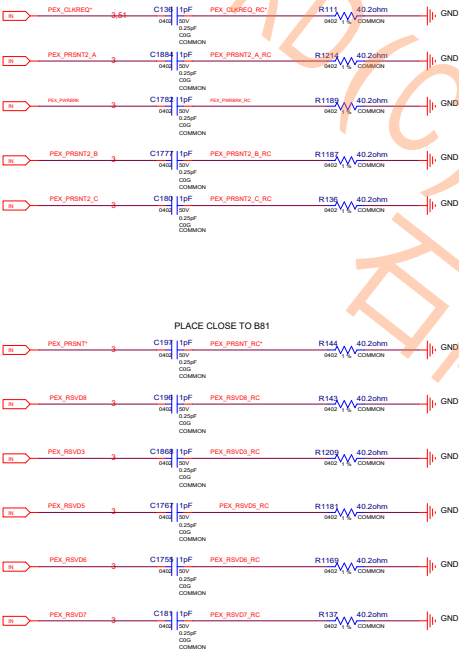 PEX_CLKREQ* 3,51 C136 1pF PEX_CLKREQ_RC* R111 40.2ohm GND
IN 0402 50V 0402 1 % COMMON
0.25pF
C0G
COMMON
PEX_PRSNT2_A 3 C1884 1pF PEX_PRSNT2_A_RC R1214 40.2ohm GND
IN 0402 50V 0402 1 % COMMON
0.25pF
C0G
COMMON
PEX_PWRBRK 3 C1782 1pF PEX_PWRBRK_RC R1189 40.2ohm GND
IN 0402 50V 0402 1 % COMMON
0.25pF
C0G
COMMON
PEX_PRSNT2_B 3 C1777 1pF PEX_PRSNT2_B_RC R1187 40.2ohm GND
IN 0402 50V 0402 1 % COMMON
0.25pF
C0G
COMMON
PEX_PRSNT2_C 3 C180 1pF PEX_PRSNT2_C_RC R136 40.2ohm GND
IN 0402 50V 0402 1 % COMMON
0.25pF
C0G
COMMON
PLACE CLOSE TO B81
PEX_PRSNT* 3 C197 1pF PEX_PRSNT_RC* R144 40.2ohm GND
IN 0402 50V 0402 1 % COMMON
0.25pF
C0G
COMMON
PEX_RSVD8 3 C196 1pF PEX_RSVD8_RC R143 40.2ohm GND
IN 0402 50V 0402 1 % COMMON
0.25pF
C0G
COMMON
PEX_RSVD3 3 C1868 1pF PEX_RSVD3_RC R1209 40.2ohm GND
IN 0402 50V 0402 1 % COMMON
0.25pF
C0G
COMMON
PEX_RSVD5 3 C1767 1pF PEX_RSVD5_RC R1181 40.2ohm GND
IN 0402 50V 0402 1 % COMMON
0.25pF
C0G
COMMON
PEX_RSVD6 3 C1755 1pF PEX_RSVD6_RC R1169 40.2ohm GND
IN 0402 50V 0402 1 % COMMON
0.25pF
C0G
COMMON
PEX_RSVD7 3 C181 1pF PEX_RSVD7_RC R137 40.2ohm GND
IN 0402 50V 0402 1 % COMMON
0.25pF
C0G
COMMON